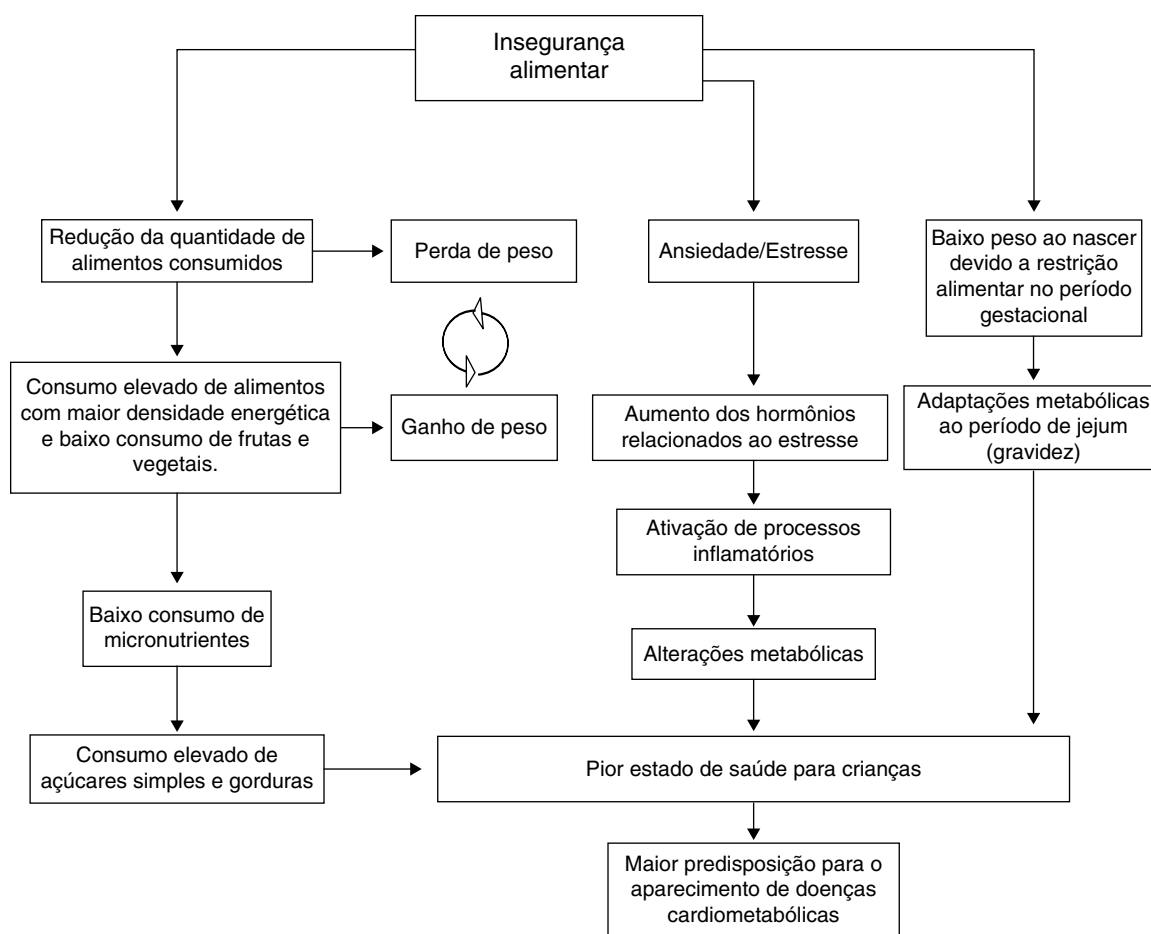 Insegurança
alimentar
Redução da quantidade de
alimentos consumidos
Perda de peso
Ansiedade/Estresse
Baixo peso ao nascer
devido a restrição
alimentar no período
gestacional
Consumo elevado de alimentos
com maior densidade energética
e baixo consumo de frutas e
vegetais.
Ganho de peso
Aumento dos hormônios
relacionados ao estresse
Adaptações metabólicas
ao período de jejum
(gravidez)
Ativação de processos
inflamatórios
Baixo consumo de
micronutrientes
Alterações metabólicas
Consumo elevado de
açúcares simples e gorduras
Pior estado de saúde para crianças
Maior predisposição para o
aparecimento de doenças
cardiometabólicas